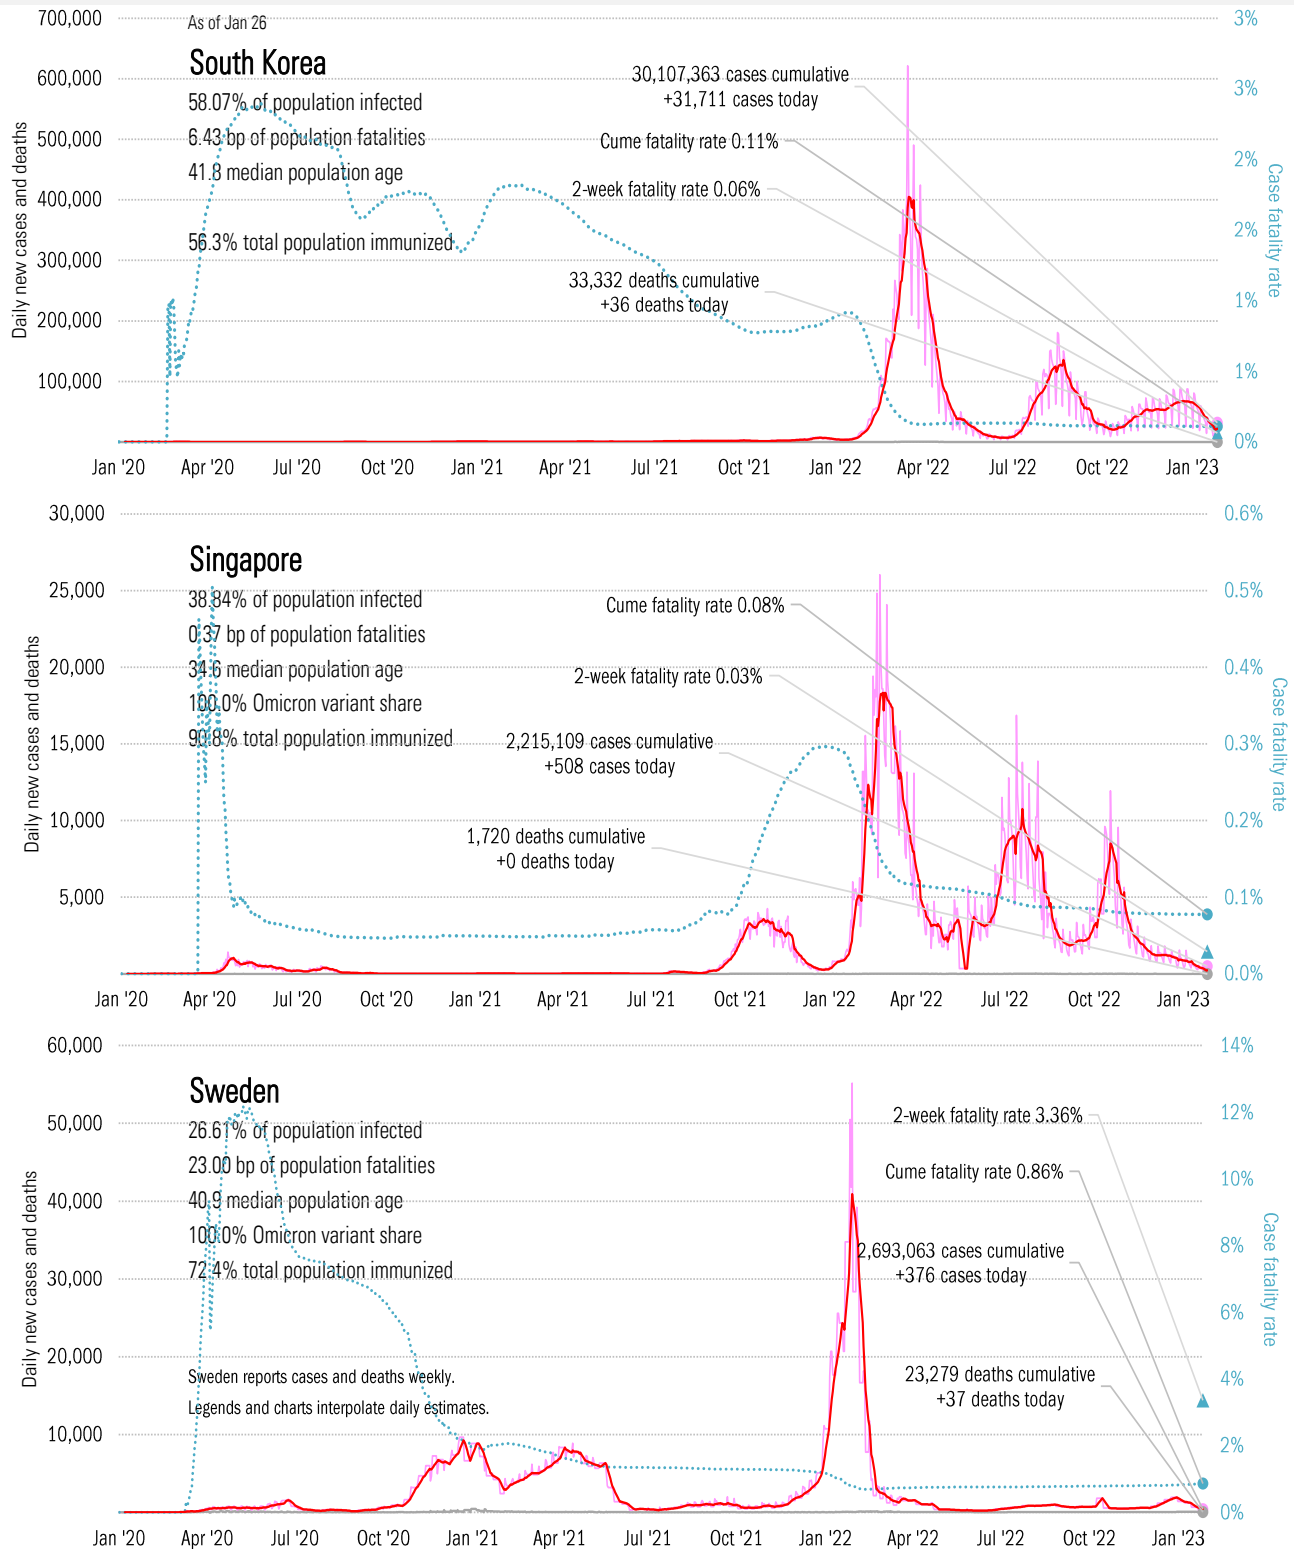 As of Jan 26
South Korea
58.07% of population infected
6.43 bp of population fatalities
41.8 median population age
56.3% total population immunized
30,107,363 cases cumulative
+31,711 cases today
Cume fatality rate 0.11%
2-week fatality rate 0.06%
33,332 deaths cumulative
+36 deaths today
Daily new cases and deaths
700,000
600,000
500,000
400,000
300,000
200,000
100,000
3%
3%
2%
2%
1%
1%
0%
Case fatality rate
Jan '20 Apr '20 Jul '20 Oct '20 Jan '21 Apr '21 Jul '21 Oct '21 Jan '22 Apr '22 Jul '22 Oct '22 Jan '23
Singapore
38.84% of population infected
0.37 bp of population fatalities
34.6 median population age
100.0% Omicron variant share
90.8% total population immunized
Cume fatality rate 0.08%
2-week fatality rate 0.03%
2,215,109 cases cumulative
+508 cases today
1,720 deaths cumulative
+0 deaths today
Daily new cases and deaths
30,000
25,000
20,000
15,000
10,000
5,000
0.6%
0.5%
0.4%
0.3%
0.2%
0.1%
0.0%
Case fatality rate
Jan '20 Apr '20 Jul '20 Oct '20 Jan '21 Apr '21 Jul '21 Oct '21 Jan '22 Apr '22 Jul '22 Oct '22 Jan '23
Sweden
26.61% of population infected
23.00 bp of population fatalities
40.9 median population age
100.0% Omicron variant share
72.4% total population immunized
Sweden reports cases and deaths weekly.
Legends and charts interpolate daily estimates.
2-week fatality rate 3.36%
Cume fatality rate 0.86%
2,693,063 cases cumulative
+376 cases today
23,279 deaths cumulative
+37 deaths today
Daily new cases and deaths
60,000
50,000
40,000
30,000
20,000
10,000
14%
12%
10%
8%
6%
4%
2%
0%
Case fatality rate
Jan '20 Apr '20 Jul '20 Oct '20 Jan '21 Apr '21 Jul '21 Oct '21 Jan '22 Apr '22 Jul '22 Oct '22 Jan '23